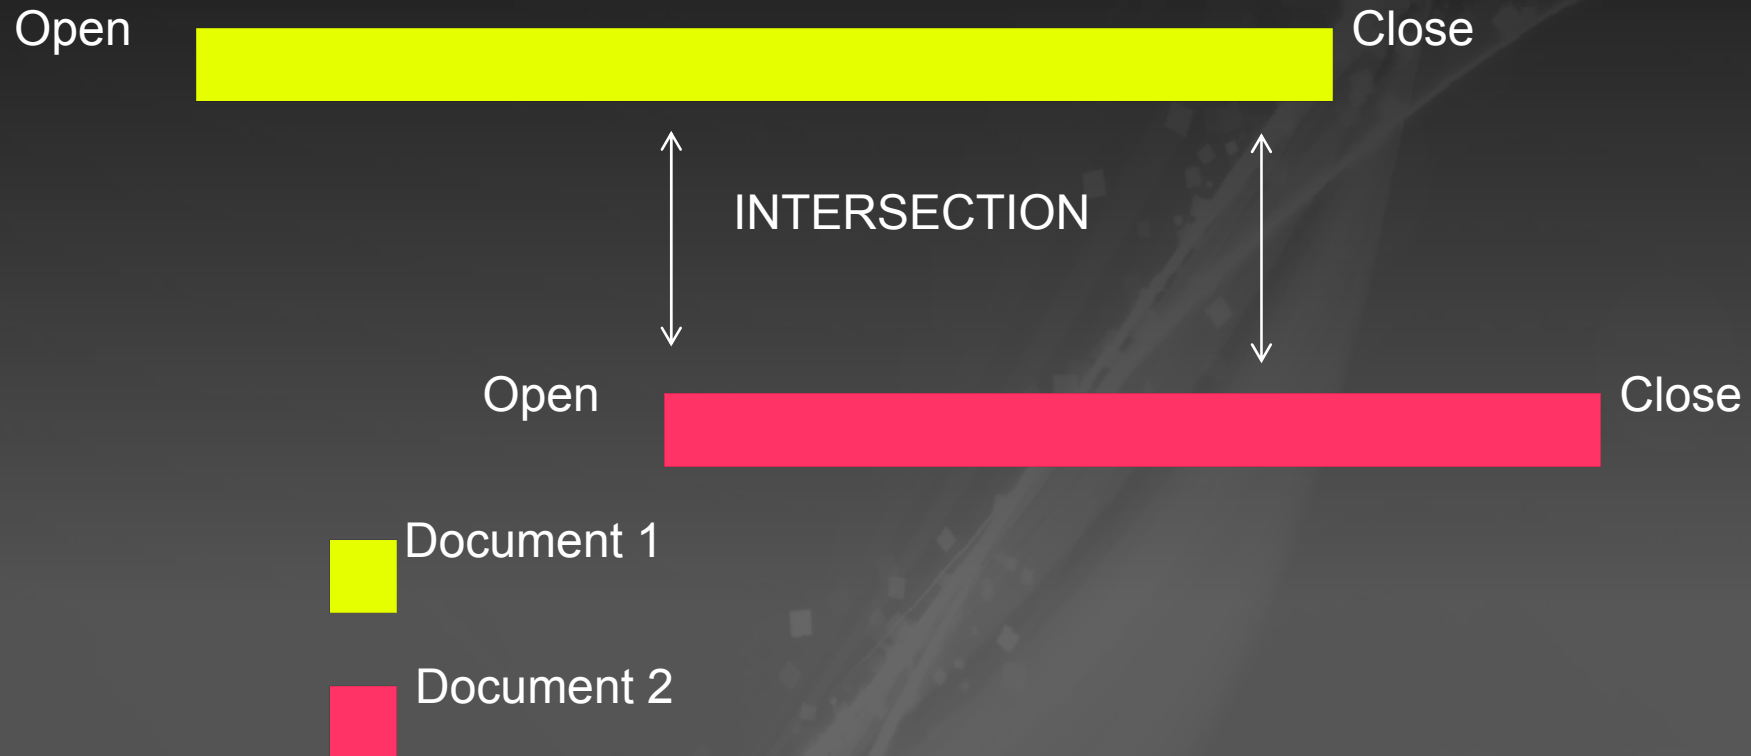 Open
Close
INTERSECTION
Open
Close
Document 1
Document 2